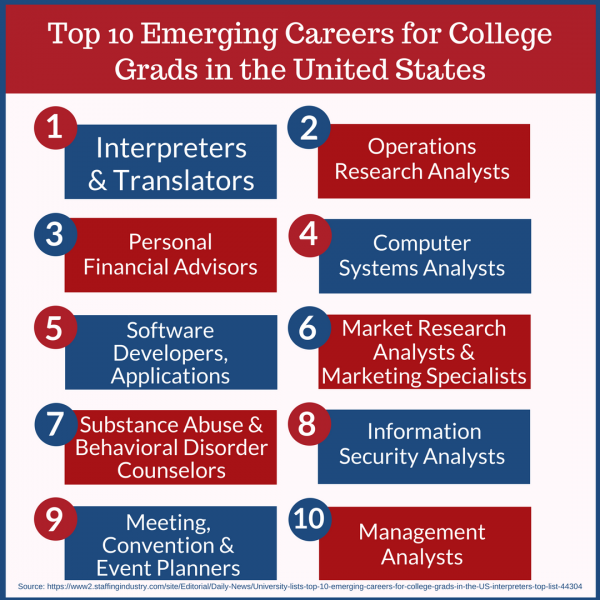 Top 10 Emerging Careers for College
Grads in the United States
1
Interpreters
& Translators
2
Operations
Research Analysts
3
Personal
Financial Advisors
4
Computer
Systems Analysts
5
Software
Developers,
Applications
6
Market Research
Analysts &
Marketing Specialists
7
Substance Abuse &
Behavioral Disorder
Counselors
8
Information
Security Analysts
9
Meeting,
Convention &
Event Planners
10
Management
Analysts
Source: https://www2.staffingindustry.com/site/Editorial/Daily-News/University-lists-top-10-emerging-careers-for-college-grads-in-the-US-interpreters-top-list-44304